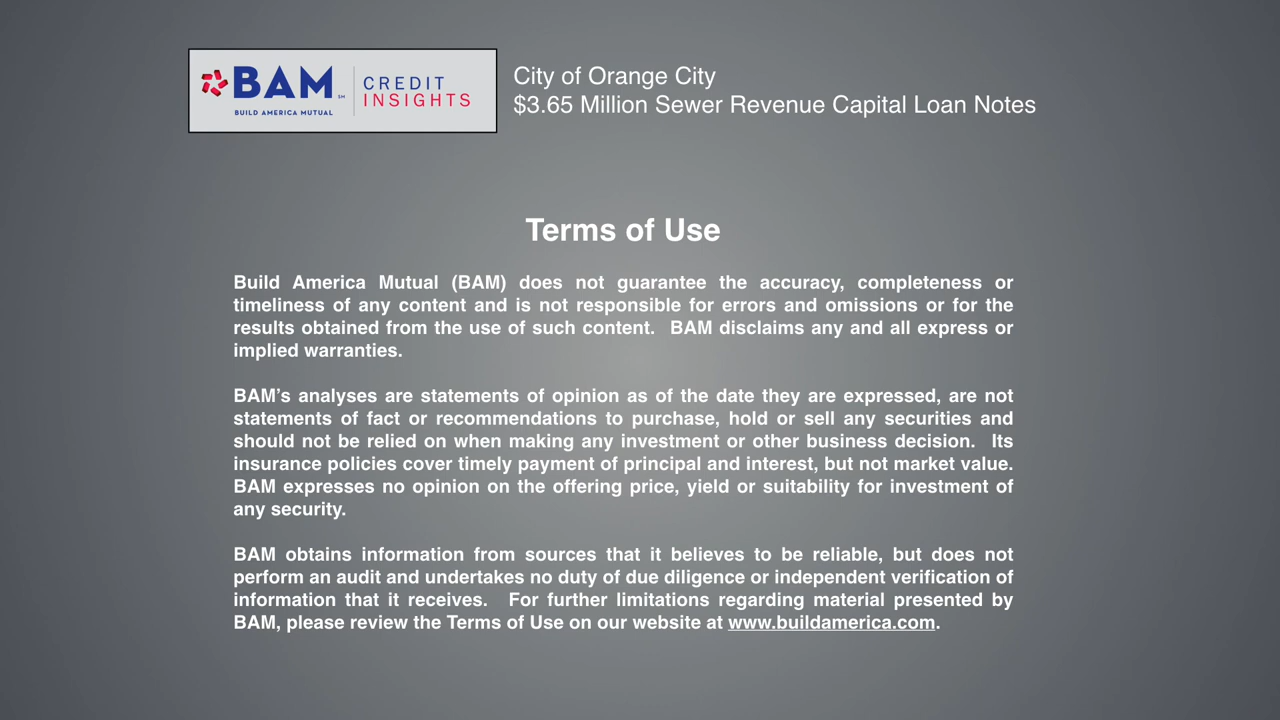 BAM SM
BUILD AMERICA MUTUAL
CREDIT
INSIGHTS
City of Orange City
$3.65 Million Sewer Revenue Capital Loan Notes
Terms of Use
Build America Mutual (BAM) does not guarantee the accuracy, completeness or
timeliness of any content and is not responsible for errors and omissions or for the
results obtained from the use of such content.  BAM disclaims any and all express or
implied warranties.
BAM’s analyses are statements of opinion as of the date they are expressed, are not
statements of fact or recommendations to purchase, hold or sell any securities and
should not be relied on when making any investment or other business decision.  Its
insurance policies cover timely payment of principal and interest, but not market value.
BAM expresses no opinion on the offering price, yield or suitability for investment of
any security.
BAM obtains information from sources that it believes to be reliable, but does not
perform an audit and undertakes no duty of due diligence or independent verification of
information that it receives.  For further limitations regarding material presented by
BAM, please review the Terms of Use on our website at www.buildamerica.com.